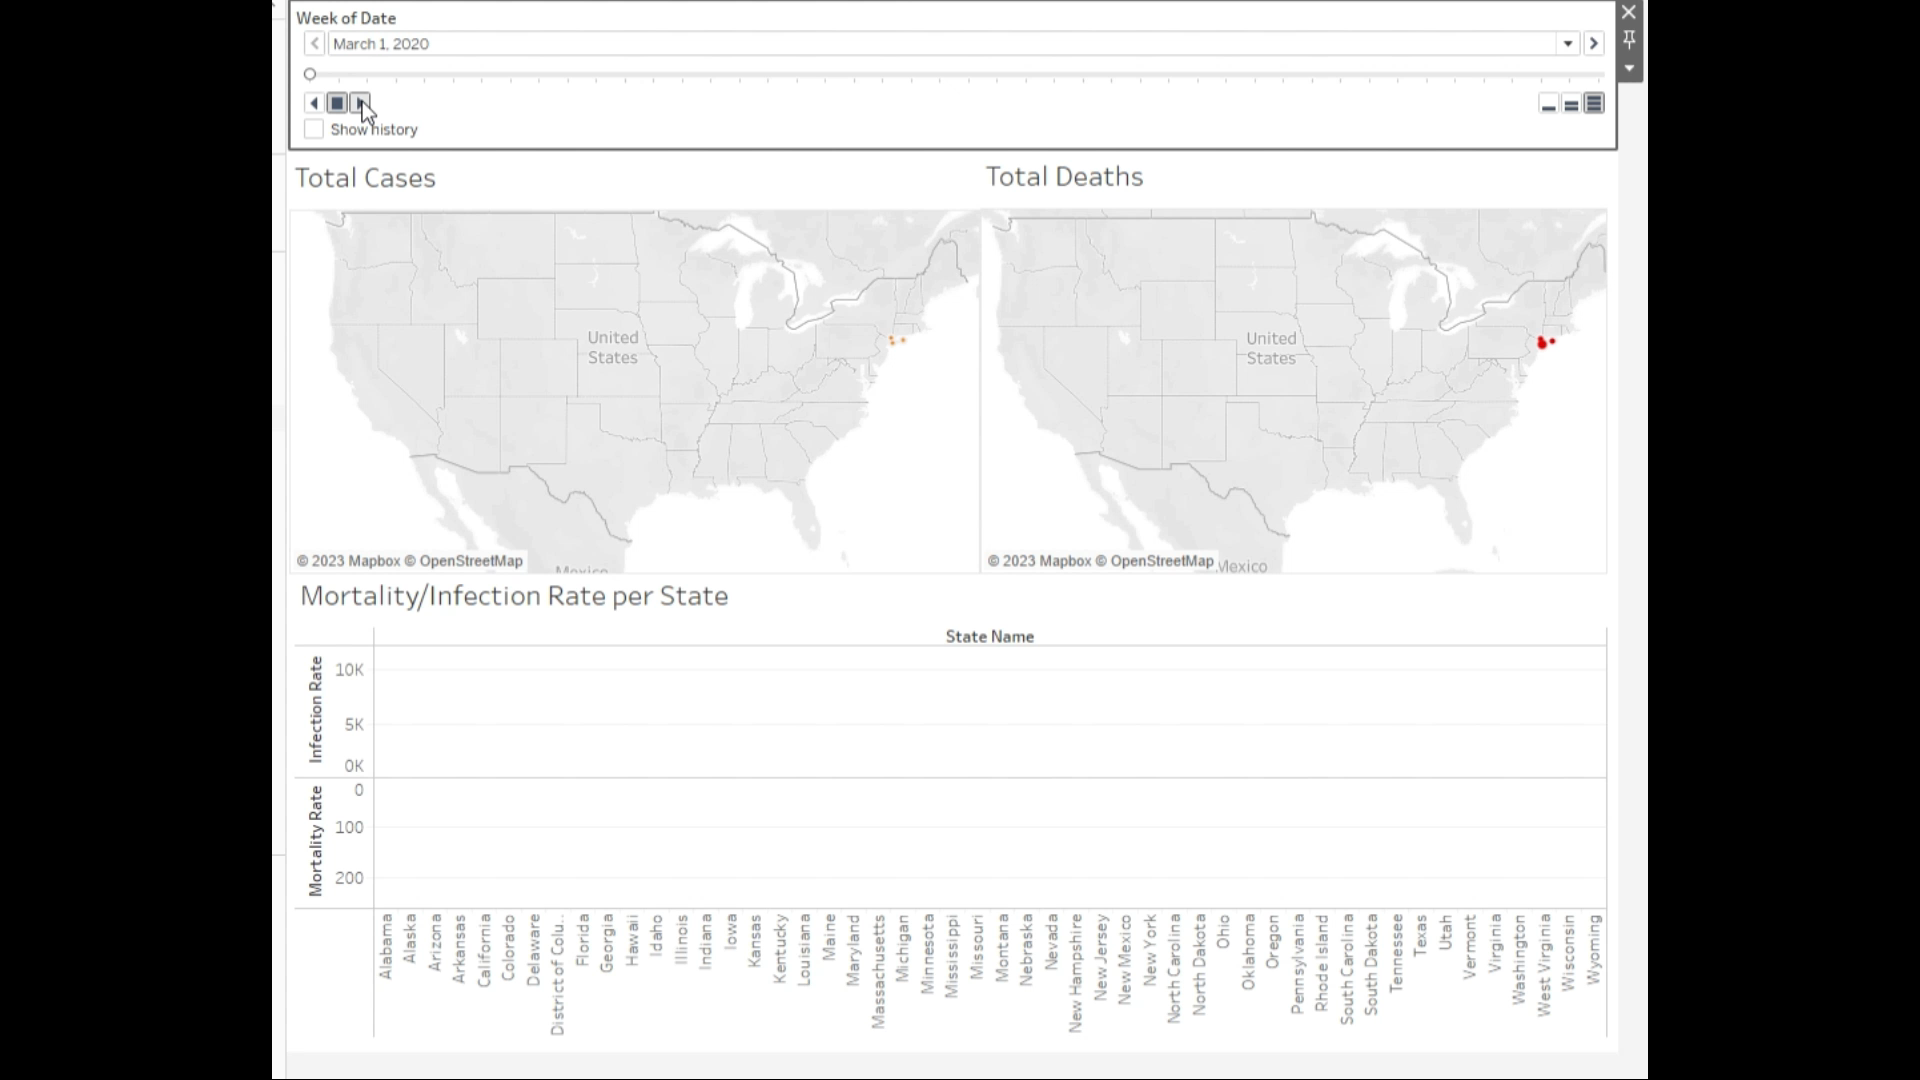 Week of Date
March 1, 2020
Show history
Total Cases
Total Deaths
United
States
United
States
© 2023 Mapbox © OpenStreetMap
Mexico
© 2023 Mapbox © OpenStreetMap
Mexico
Mortality/Infection Rate per State
State Name
Infection Rate
10K
5K
0K
Mortality Rate
0
100
200
Alabama
Alaska
Arizona
Arkansas
California
Colorado
Delaware
District of Colu..
Florida
Georgia
Hawaii
Idaho
Illinois
Indiana
Iowa
Kansas
Kentucky
Louisiana
Maine
Maryland
Massachusetts
Michigan
Minnesota
Mississippi
Missouri
Montana
Nebraska
Nevada
New Hampshire
New Jersey
New Mexico
New York
North Carolina
North Dakota
Ohio
Oklahoma
Oregon
Pennsylvania
Rhode Island
South Carolina
South Dakota
Tennessee
Texas
Utah
Vermont
Virginia
Washington
West Virginia
Wisconsin
Wyoming